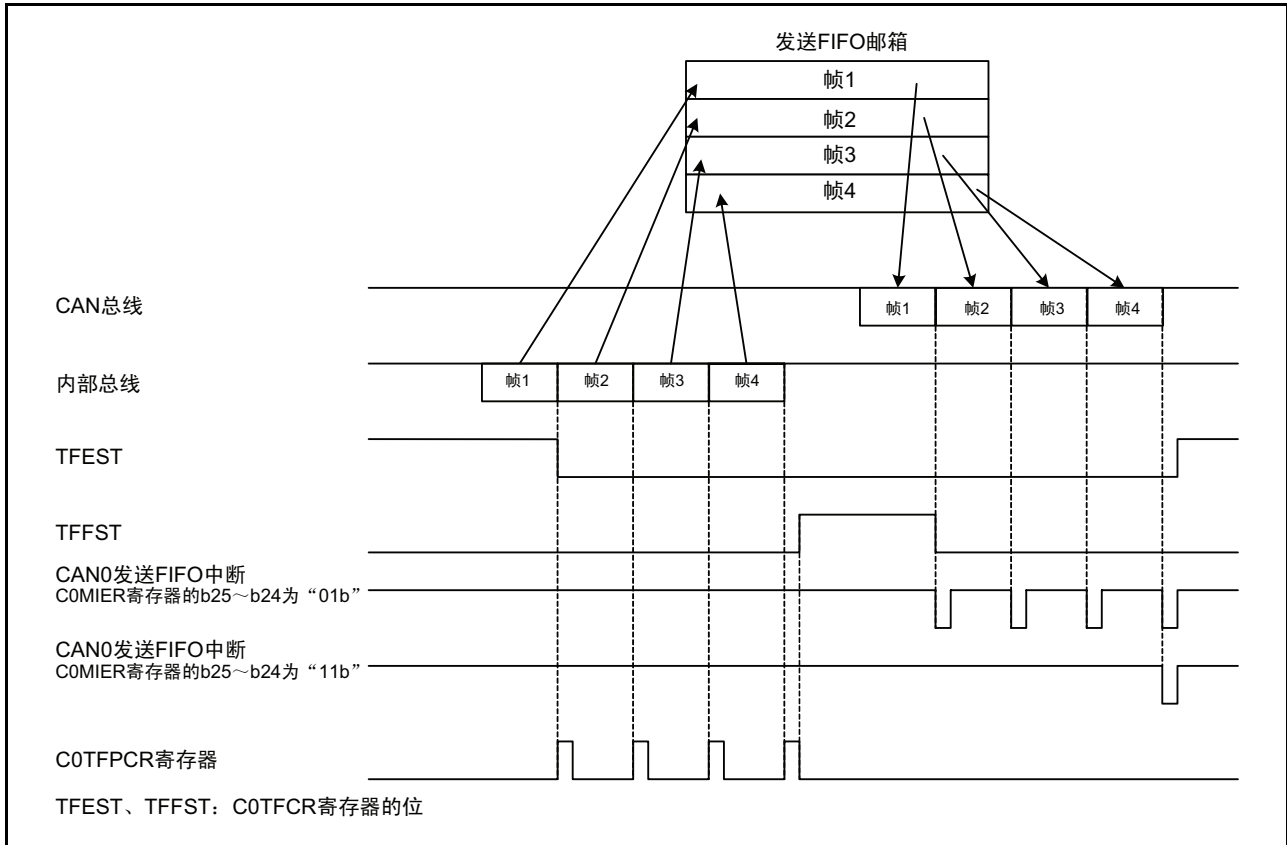 发送FIFO邮箱
帧1
帧2
帧3
帧4
CAN总线
帧1 帧2 帧3 帧4
内部总线
帧1 帧2 帧3 帧4
TFEST
TFFST
CAN0发送FIFO中断
C0MIER寄存器的b25～b24为“01b”
CAN0发送FIFO中断
C0MIER寄存器的b25～b24为“11b”
C0TFPCR寄存器
TFEST、TFFST：C0TFCR寄存器的位